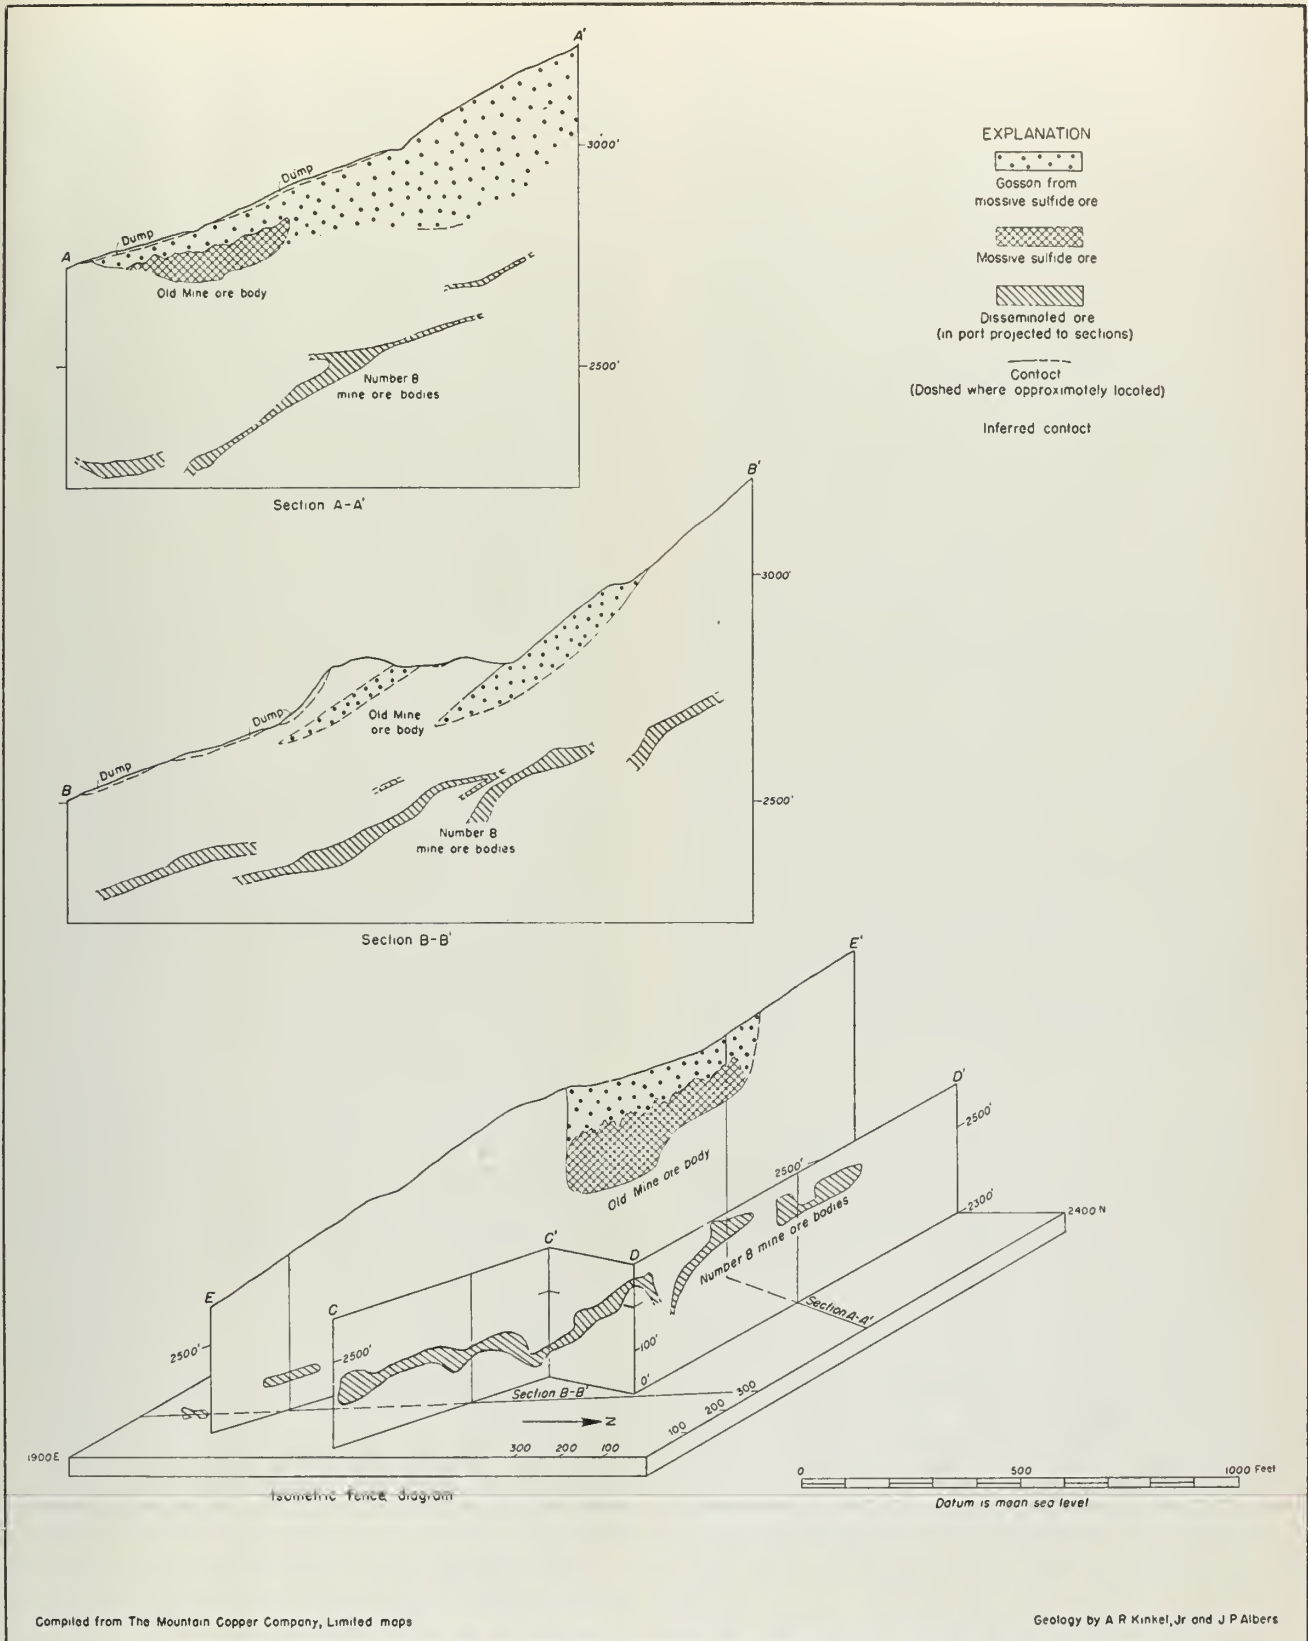 A'
3000'
Dump
Dump
A
Old Mine ore body
2500'
Number 8
mine ore bodies
Section A-A'
EXPLANATION
Gossan from
massive sulfide ore
Massive sulfide ore
Disseminated ore
(in part projected to sections)
Contact
(Dashed where approximately located)
Inferred contact
B'
3000'
Old Mine
ore body
Dump
Dump
B
2500'
Number 8
mine ore bodies
Section B-B'
E'
D'
2500'
Old Mine ore body
2500'
2300'
2400 N
Number 8 mine ore bodies
C'
D
E
C
Section A-A'
2500'
2500'
100'
0'
Section B-B'
300
200
100
N
1900 E
300 200 100
Isometric fence diagram
0 500 1000 Feet
Datum is mean sea level
Compiled from The Mountain Copper Company, Limited maps
Geology by A R Kinkel, Jr and J P Albers